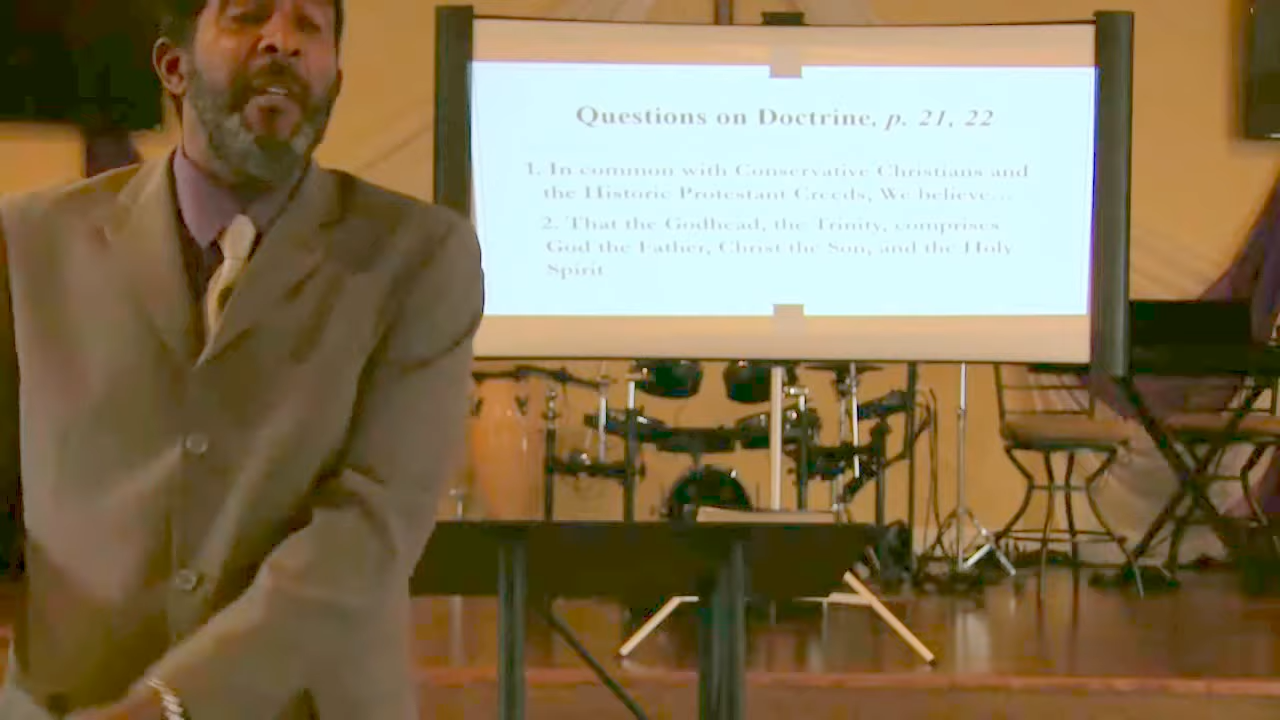 Questions on Doctrine, p. 21, 22
1. In common with Conservative Christians and
the Historic Protestant Creeds, We believe...
2. That the Godhead, the Trinity, comprises
God the Father, Christ the Son, and the Holy
Spirit